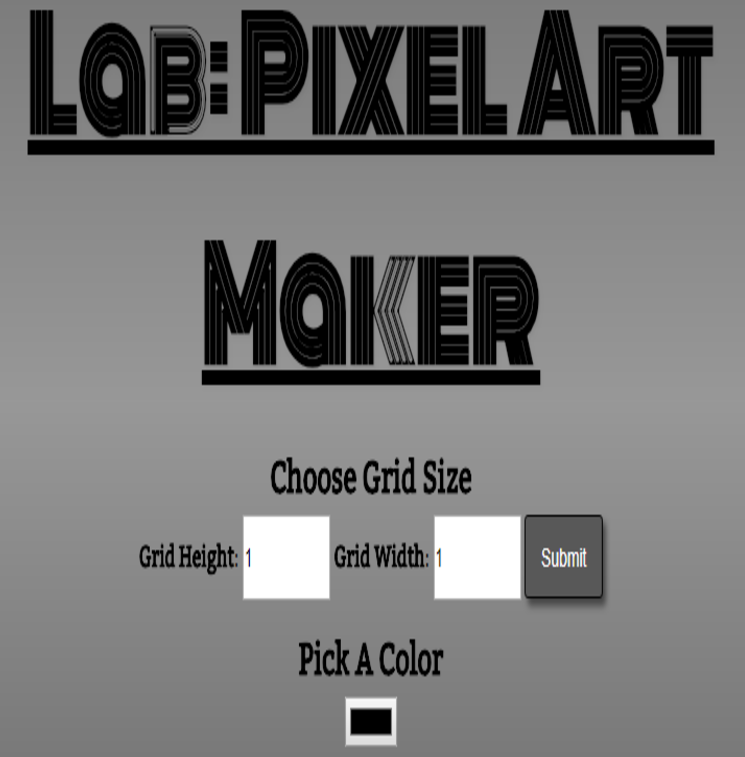 Lab: Pixel Art
Maker
Choose Grid Size
Grid Height: 1 Grid Width: 1 Submit
Pick A Color